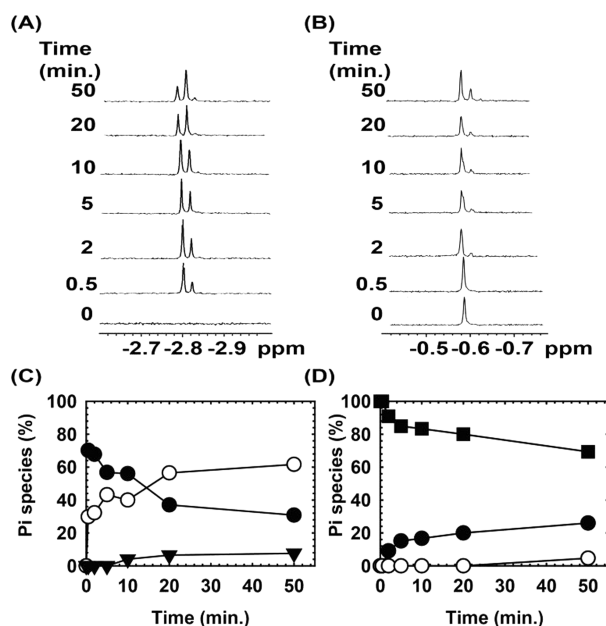 (A)
Time
(min.)
50
20
10
5
2
0.5
0
-2.7 -2.8 -2.9 ppm
(B)
Time
(min.)
50
20
10
5
2
0.5
0
-0.5 -0.6 -0.7 ppm
(C)
Pi species (%)
100
80
60
40
20
0
0 10 20 30 40 50
Time (min.)
(D)
Pi species (%)
100
80
60
40
20
0
0 10 20 30 40 50
Time (min.)